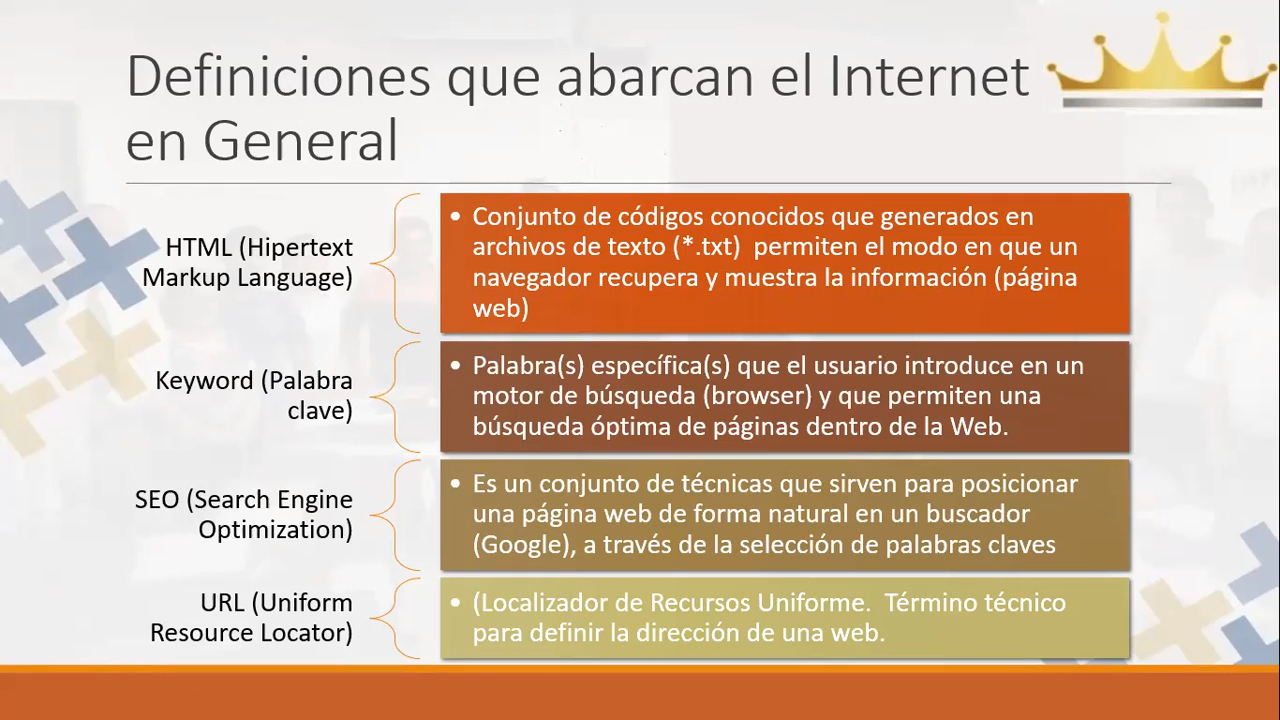 Definiciones que abarcan el Internet
en General
HTML (Hipertext
Markup Language)
• Conjunto de códigos conocidos que generados en
archivos de texto (*.txt)  permiten el modo en que un
navegador recupera y muestra la información (página
web)
Keyword (Palabra
clave)
• Palabra(s) específica(s) que el usuario introduce en un
motor de búsqueda (browser) y que permiten una
búsqueda óptima de páginas dentro de la Web.
SEO (Search Engine
Optimization)
• Es un conjunto de técnicas que sirven para posicionar
una página web de forma natural en un buscador
(Google), a través de la selección de palabras claves
URL (Uniform
Resource Locator)
• (Localizador de Recursos Uniforme.  Término técnico
para definir la dirección de una web.